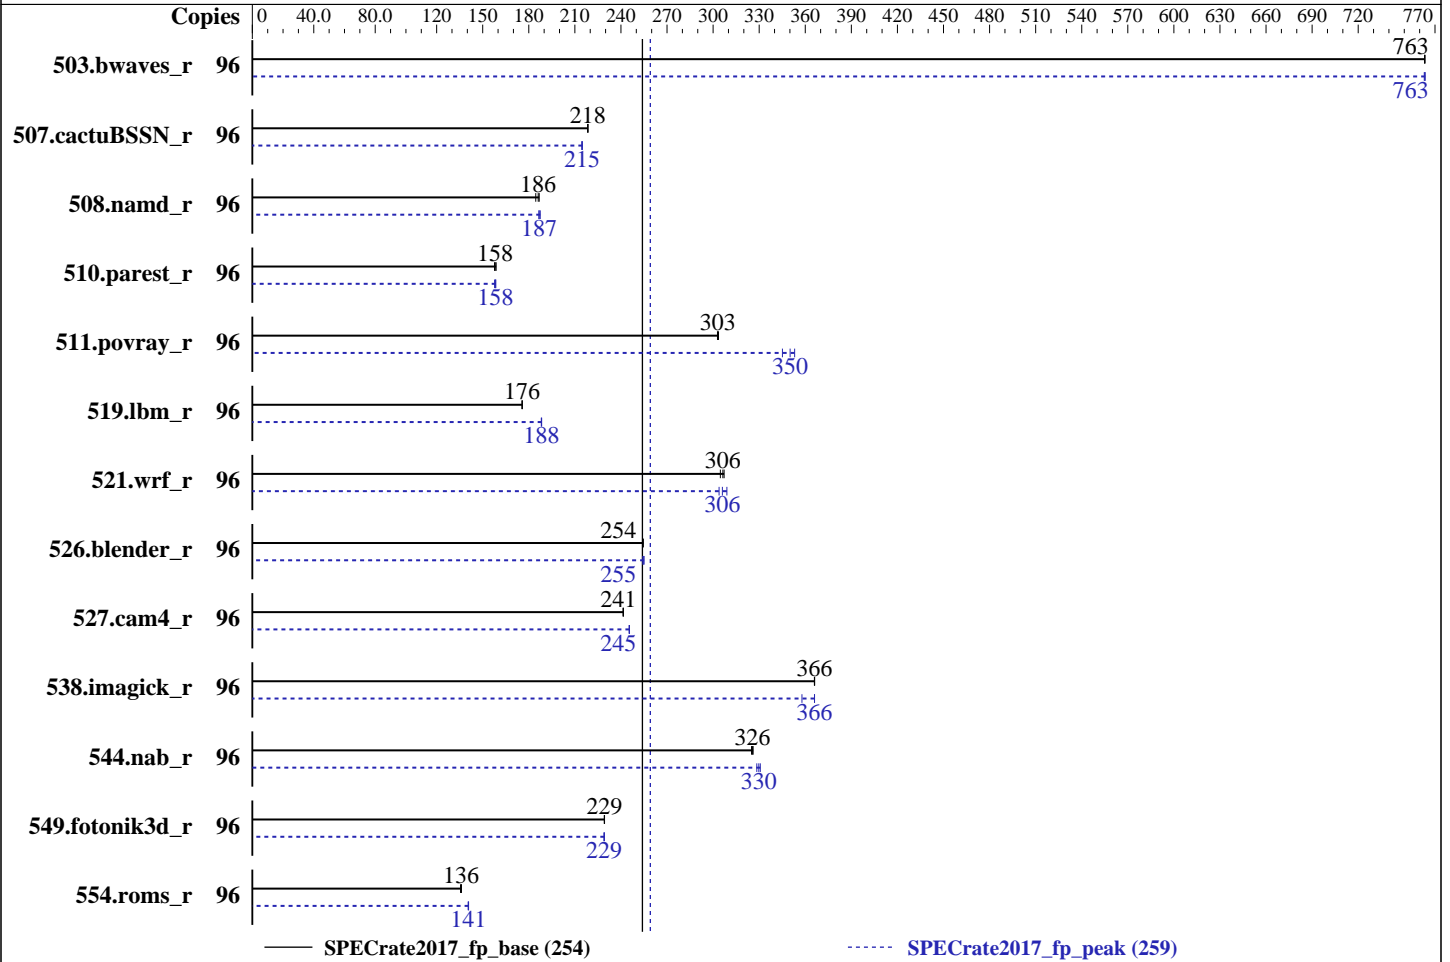 Copies 0 40.0 80.0 120 150 180 210 240 270 300 330 360 390 420 450 480 510 540 570 600 630 660 690 720 770
763
503.bwaves_r 96
763
218
507.cactuBSSN_r 96
215
186
508.namd_r 96
187
158
510.parest_r 96
158
303
511.povray_r 96
350
176
519.lbm_r 96
188
306
521.wrf_r 96
306
254
526.blender_r 96
255
241
527.cam4_r 96
245
366
538.imagick_r 96
366
326
544.nab_r 96
330
229
549.fotonik3d_r 96
229
136
554.roms_r 96
141
SPECrate2017_fp_base (254) SPECrate2017_fp_peak (259)